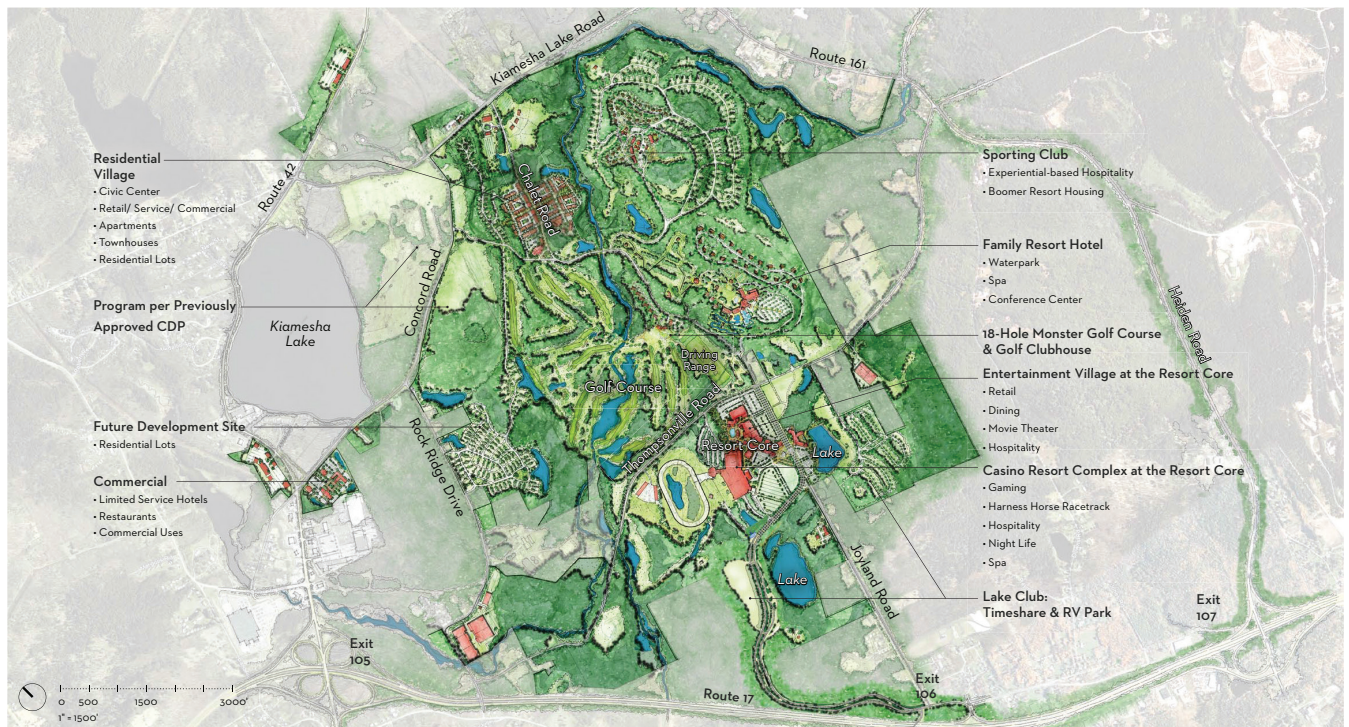 Kiamesha Lake Road
Route 161
Route 42
Residential
Village
• Civic Center
• Retail/ Service/ Commercial
• Apartments
• Townhouses
• Residential Lots
Program per Previously
Approved CDP
Future Development Site
• Residential Lots
Commercial
• Limited Service Hotels
• Restaurants
• Commercial Uses
Kiamesha
Lake
Concord Road
Chalet Road
Rock Ridge Drive
Golf Course
Driving
Range
Thompsonville Road
Resort Core
Lake
Lake
Joyland Road
Heiden Road
Sporting Club
• Experiential-based Hospitality
• Boomer Resort Housing
Family Resort Hotel
• Waterpark
• Spa
• Conference Center
18-Hole Monster Golf Course
& Golf Clubhouse
Entertainment Village at the Resort Core
• Retail
• Dining
• Movie Theater
• Hospitality
Casino Resort Complex at the Resort Core
• Gaming
• Harness Horse Racetrack
• Hospitality
• Night Life
• Spa
Lake Club:
Timeshare & RV Park
Exit
107
Exit
105
Exit
106
Route 17
0 500 1500 3000'
1" = 1500'